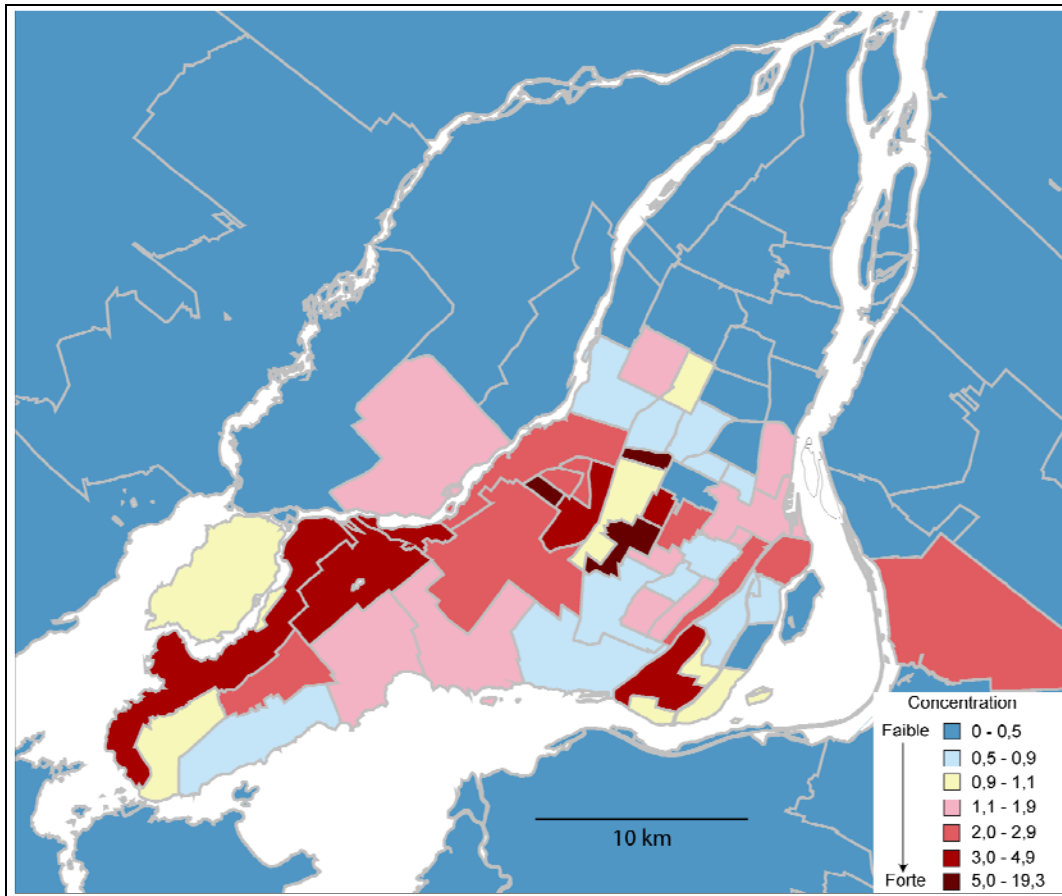 10 km
Concentration
Faible
0 - 0,5
0,5 - 0,9
0,9 - 1,1
1,1 - 1,9
2,0 - 2,9
3,0 - 4,9
Forte
5,0 - 19,3